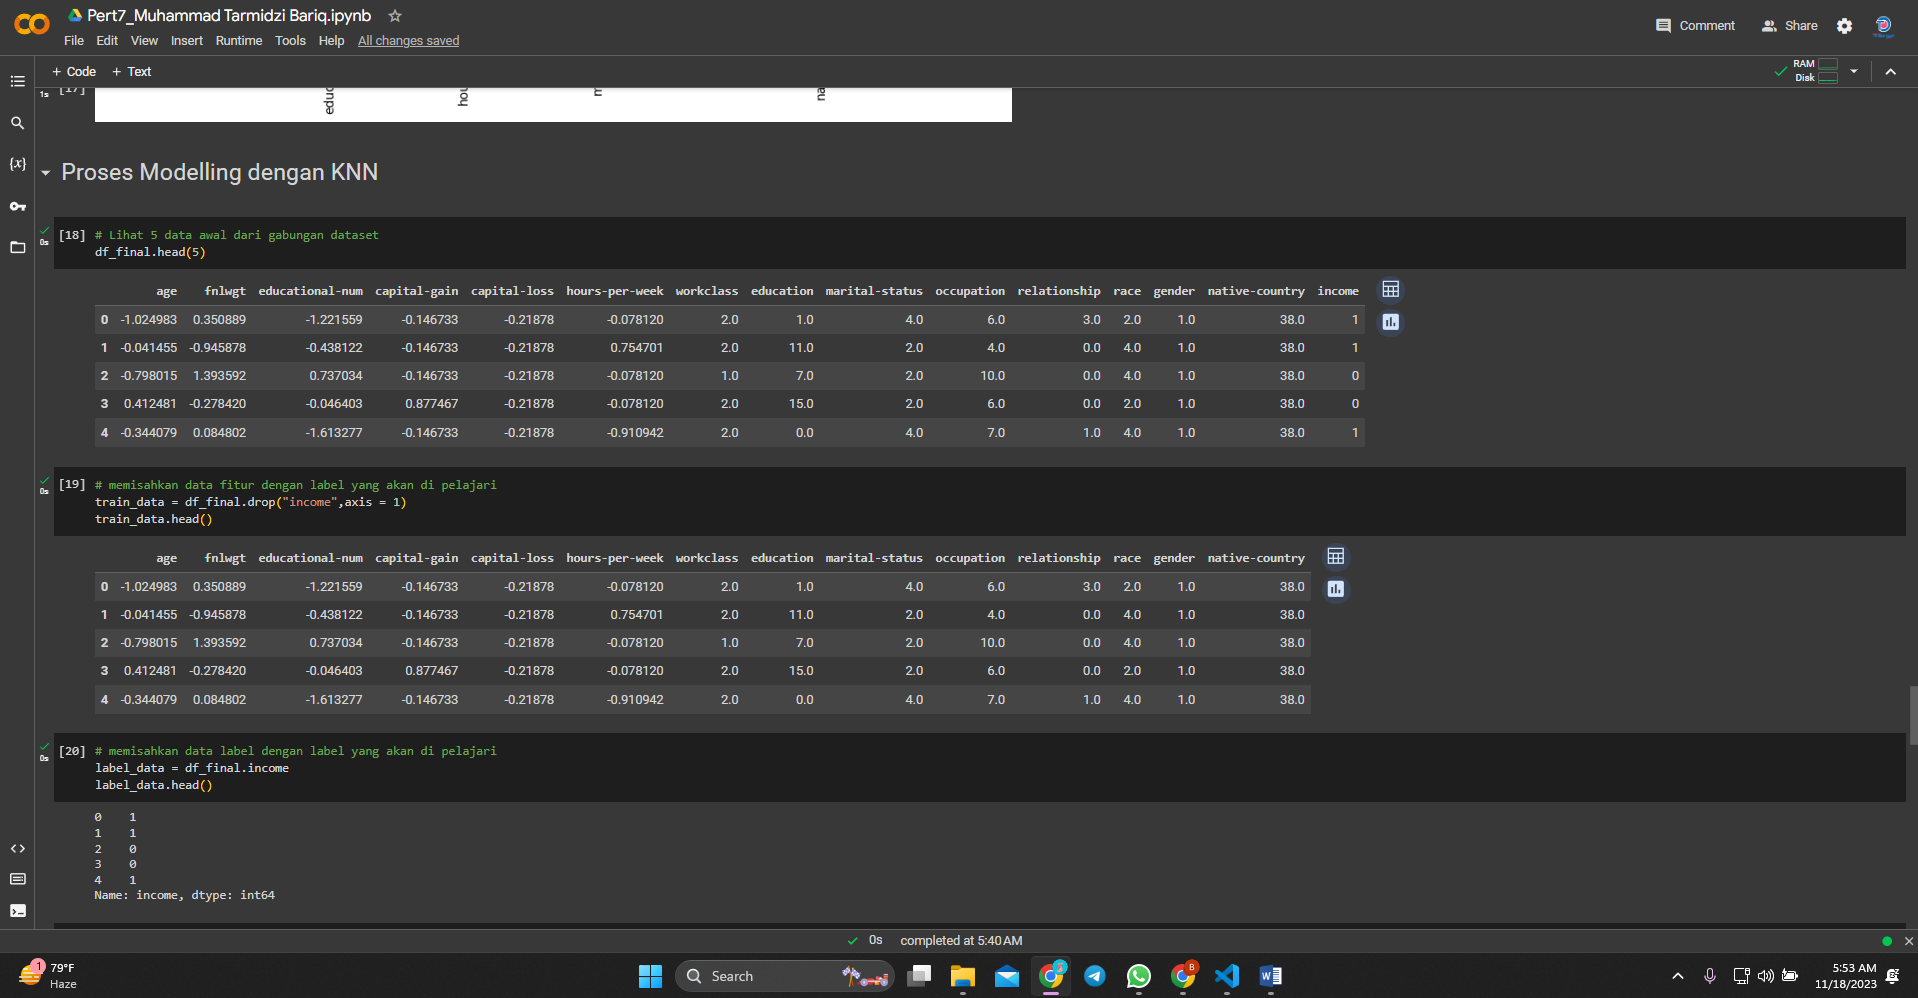 Pert7_Muhammad Tarmidzi Bariq.ipynb
File Edit View Insert Runtime Tools Help All changes saved
Comment Share
+ Code + Text
RAM
Disk
1s [17]
educ hou m na
Proses Modelling dengan KNN
[18] # Lihat 5 data awal dari gabungan dataset
0s df_final.head(5)
age fnlwgt educational-num capital-gain capital-loss hours-per-week workclass education marital-status occupation relationship race gender native-country income
0 -1.024983 0.350889 -1.221559 -0.146733 -0.21878 -0.078120 2.0 1.0 4.0 6.0 3.0 2.0 1.0 38.0 1
1 -0.041455 -0.945878 -0.438122 -0.146733 -0.21878 0.754701 2.0 11.0 2.0 4.0 0.0 4.0 1.0 38.0 1
2 -0.798015 1.393592 0.737034 -0.146733 -0.21878 -0.078120 1.0 7.0 2.0 10.0 0.0 4.0 1.0 38.0 0
3 0.412481 -0.278420 -0.046403 0.877467 -0.21878 -0.078120 2.0 15.0 2.0 6.0 0.0 2.0 1.0 38.0 0
4 -0.344079 0.084802 -1.613277 -0.146733 -0.21878 -0.910942 2.0 0.0 4.0 7.0 1.0 4.0 1.0 38.0 1
[19] # memisahkan data fitur dengan label yang akan di pelajari
0s train_data = df_final.drop("income",axis = 1)
train_data.head()
age fnlwgt educational-num capital-gain capital-loss hours-per-week workclass education marital-status occupation relationship race gender native-country
0 -1.024983 0.350889 -1.221559 -0.146733 -0.21878 -0.078120 2.0 1.0 4.0 6.0 3.0 2.0 1.0 38.0
1 -0.041455 -0.945878 -0.438122 -0.146733 -0.21878 0.754701 2.0 11.0 2.0 4.0 0.0 4.0 1.0 38.0
2 -0.798015 1.393592 0.737034 -0.146733 -0.21878 -0.078120 1.0 7.0 2.0 10.0 0.0 4.0 1.0 38.0
3 0.412481 -0.278420 -0.046403 0.877467 -0.21878 -0.078120 2.0 15.0 2.0 6.0 0.0 2.0 1.0 38.0
4 -0.344079 0.084802 -1.613277 -0.146733 -0.21878 -0.910942 2.0 0.0 4.0 7.0 1.0 4.0 1.0 38.0
[20] # memisahkan data label dengan label yang akan di pelajari
0s label_data = df_final.income
label_data.head()
0 1
1 1
2 0
3 0
4 1
Name: income, dtype: int64
0s completed at 5:40 AM
1 79°F
Haze
Search
B
5:53 AM
11/18/2023